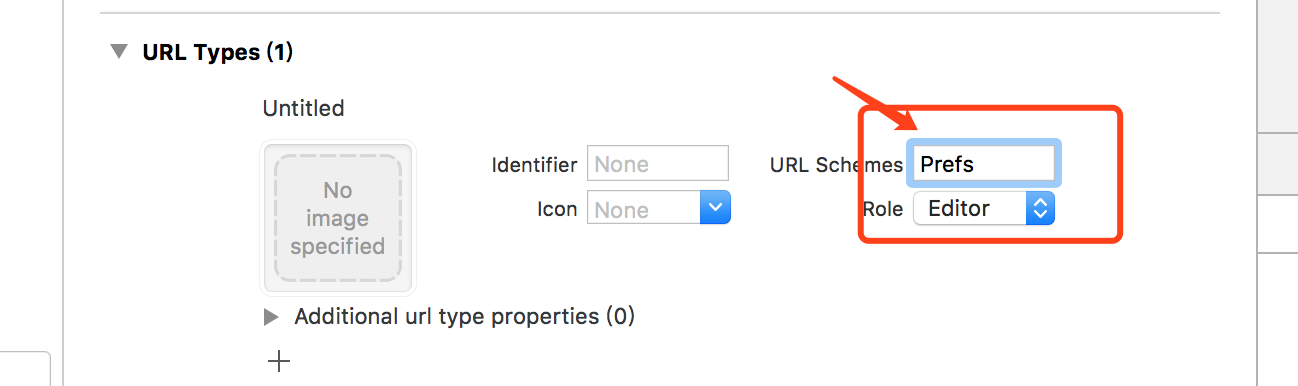 URL Types (1)
Untitled
No
image
specified
Identifier None
Icon None
URL Schemes Prefs
Role Editor
Additional url type properties (0)